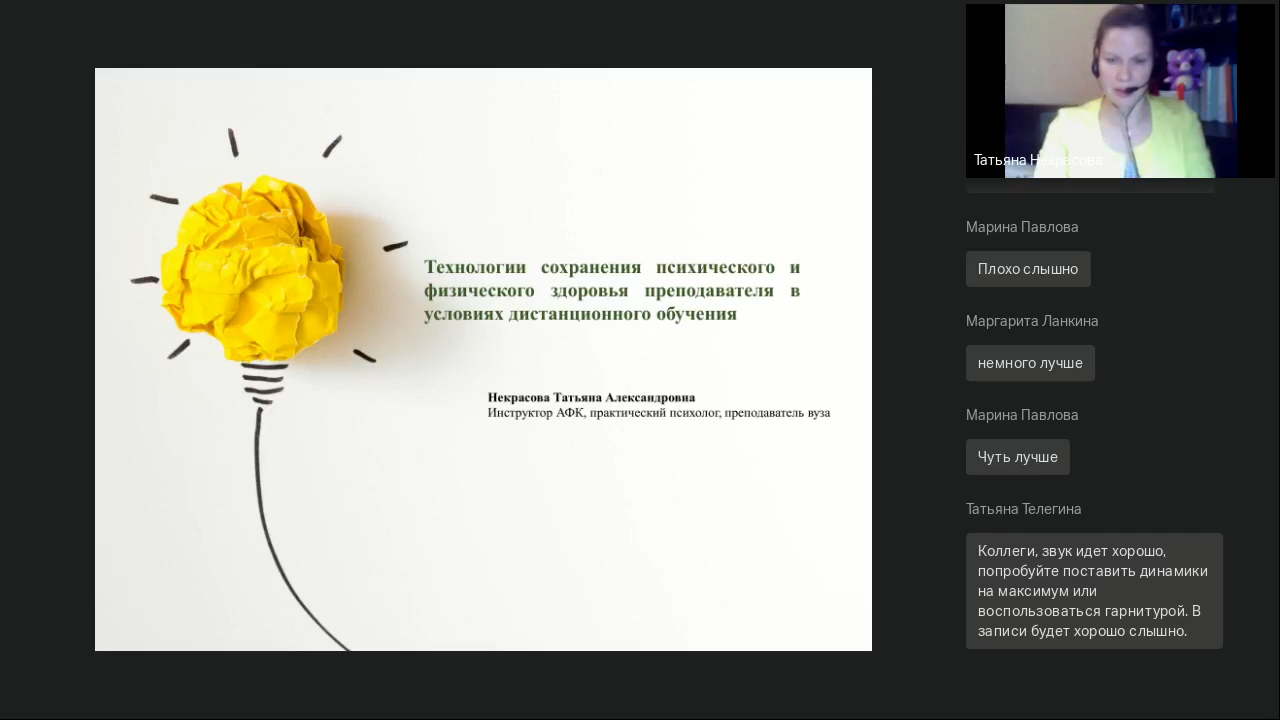 Технологии сохранения психического и
физического здоровья преподавателя в
условиях дистанционного обучения
Некрасова Татьяна Александровна
Инструктор АФК, практический психолог, преподаватель вуза
Татьяна Некрасова
Марина Павлова
Плохо слышно
Маргарита Ланкина
немного лучше
Марина Павлова
Чуть лучше
Татьяна Телегина
Коллеги, звук идет хорошо,
попробуйте поставить динамики
на максимум или
воспользоваться гарнитурой. В
записи будет хорошо слышно.